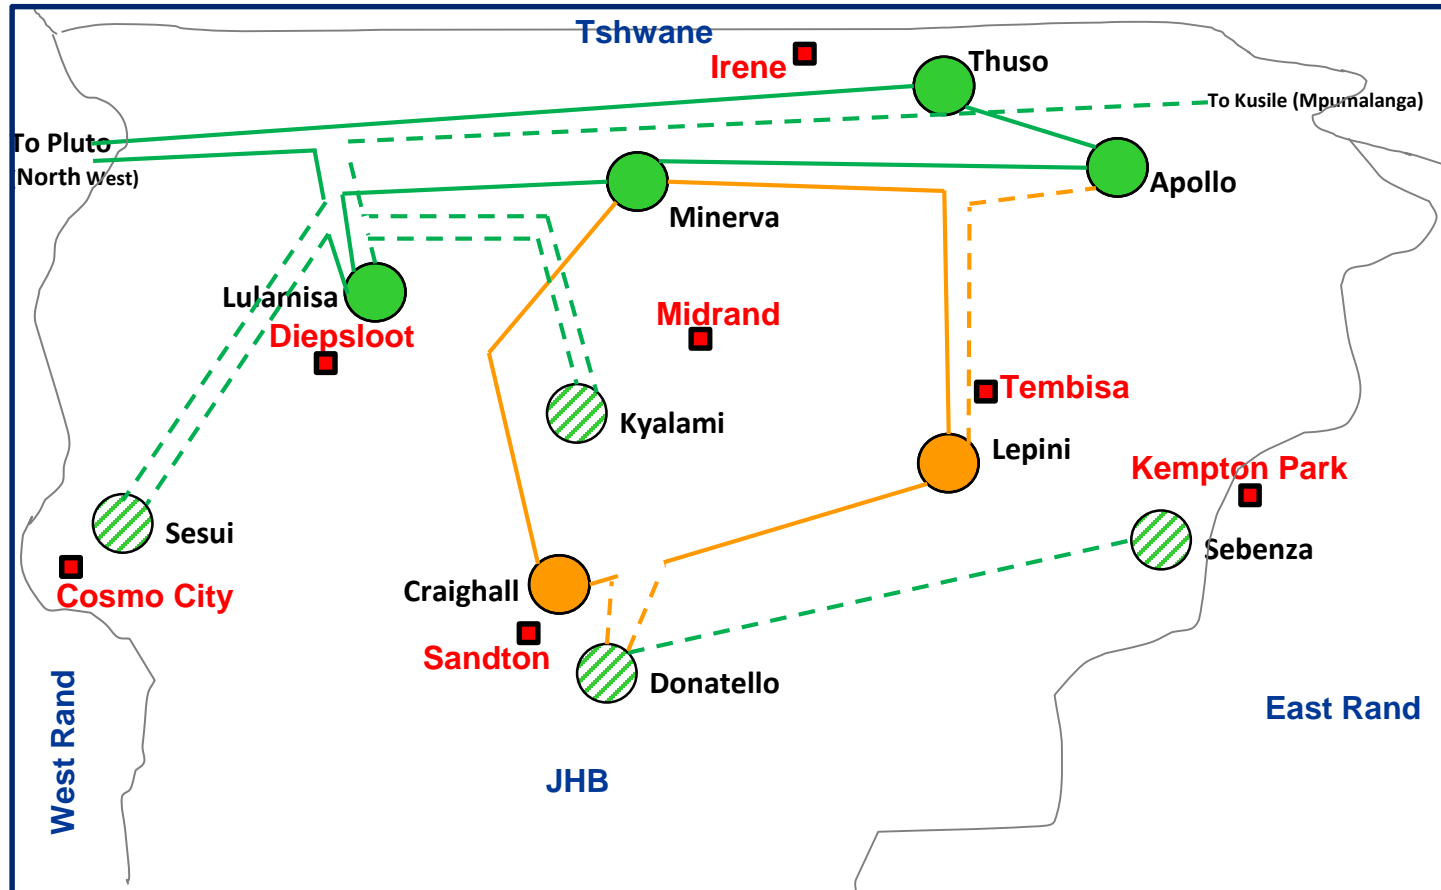 Tshwane
Irene
Thuso
To Kusile (Mpumalanga)
To Pluto
(North West)
Apollo
Minerva
Lulamisa
Diepsloot
Midrand
Tembisa
Kyalami
Lepini
Kempton Park
Sesui
Sebenza
Cosmo City
Craighall
Sandton
Donatello
East Rand
West Rand
JHB